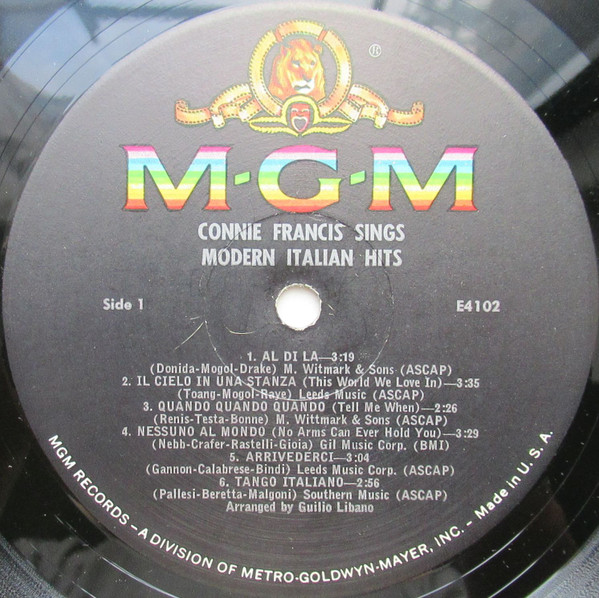 ®
M·G·M
CONNIE FRANCIS SINGS
MODERN ITALIAN HITS
Side 1
E4102
1. AL DI LA—3:19
(Donida-Mogol-Drake) M. Witmark & Sons (ASCAP)
2. IL CIELO IN UNA STANZA (This World We Love In)—3:35
(Toang-Mogol-Raye) Leeds Music (ASCAP)
3. QUANDO QUANDO QUANDO (Tell Me When)—2:26
(Renis-Testa-Bonne) M. Witmark & Sons (ASCAP)
4. NESSUNO AL MONDO (No Arms Can Ever Hold You)—3:29
(Nebb-Crafer-Rastelli-Gioia) Gil Music Corp. (BMI)
5. ARRIVEDERCI—3:04
(Gannon-Calabrese-Bindi) Leeds Music Corp. (ASCAP)
6. TANGO ITALIANO—2:56
(Pallesi-Beretta-Malgoni) Southern Music (ASCAP)
Arranged by Guilio Libano
MGM RECORDS – A DIVISION OF METRO-GOLDWYN-MAYER, INC. – Made in U. S. A.